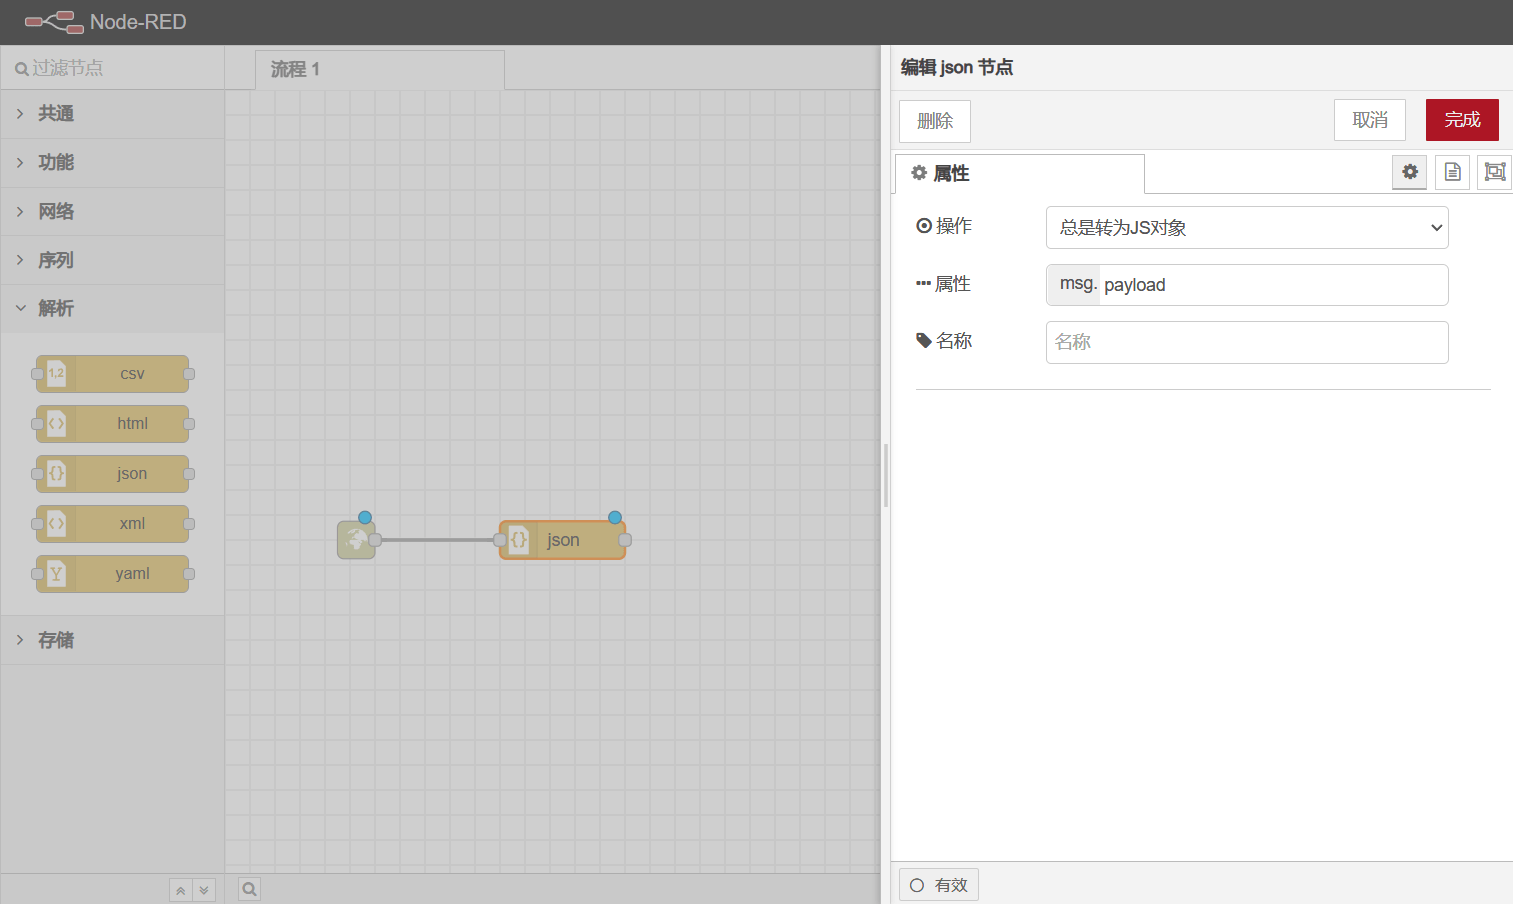 Node-RED
过滤节点
共通
功能
网络
序列
解析
1,2 csv
html
json
xml
yaml
存储
流程 1
json
编辑 json 节点
删除
取消
完成
属性
操作
总是转为JS对象
属性
msg. payload
名称
名称
有效